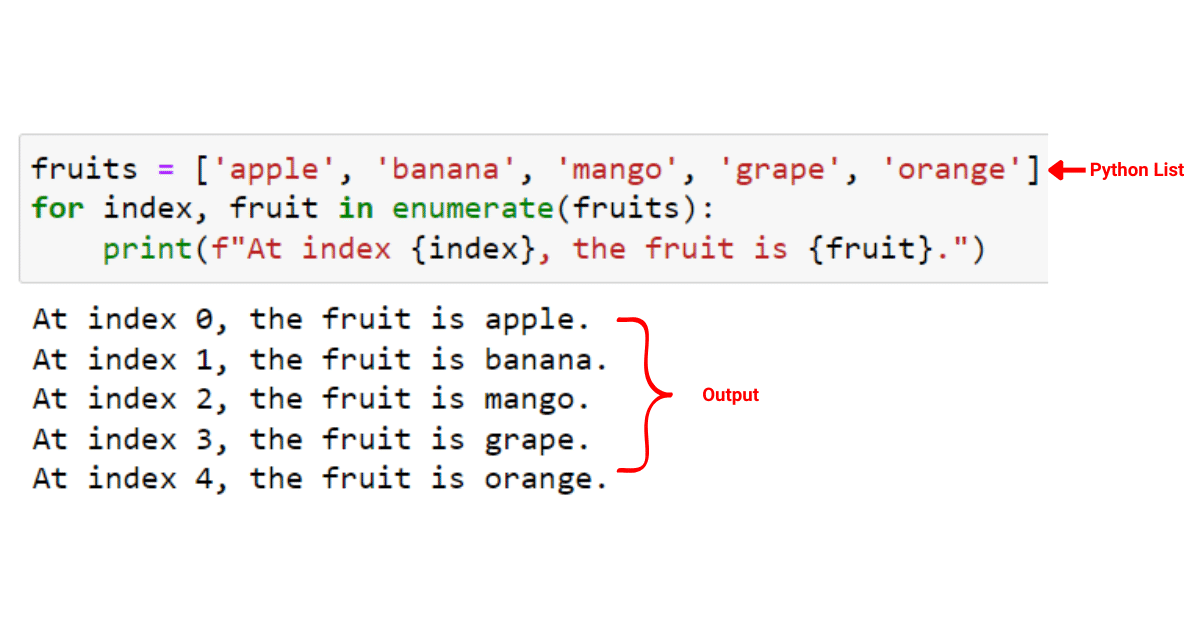 fruits = ['apple', 'banana', 'mango', 'grape', 'orange'] Python List
for index, fruit in enumerate(fruits):
    print(f"At index {index}, the fruit is {fruit}.")
At index 0, the fruit is apple.
At index 1, the fruit is banana.
At index 2, the fruit is mango.
At index 3, the fruit is grape.
At index 4, the fruit is orange.
Output